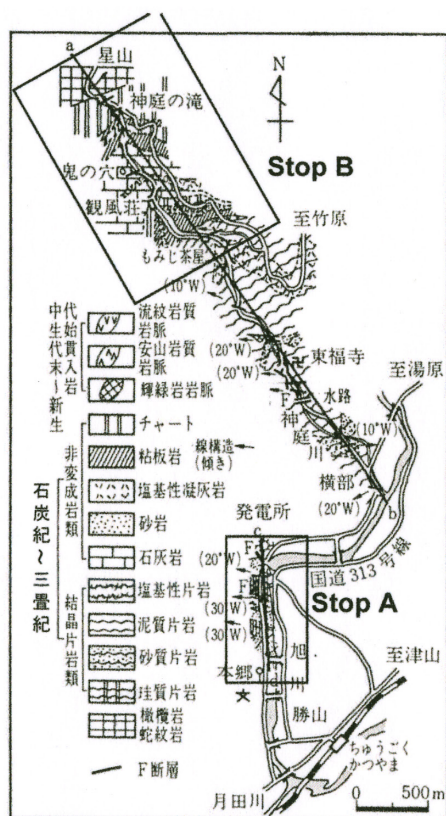 a
星山
神庭の滝
N
鬼の穴
Stop B
観風荘
至竹原
もみじ茶屋
(10°W)
(20°W)
(20°W)
東福寺
至湯原
F
水路
神
庭
川
(10°W)
横部
(20°W)
b
発電所
c
(20°W)
F
国道313号線
(30°W)
Stop A
(30°W)
旭
川
本郷
至津山
勝山
ちゅうごく
かつやま
月田川
0 500m
中生代末～新生代始貫入岩
流紋岩質岩脈
安山岩質岩脈
輝緑岩岩脈
石炭紀～三畳紀
非変成岩類
チャート
粘板岩
線構造
(傾き)
塩基性凝灰岩
砂岩
石灰岩
結晶片岩類
塩基性片岩
泥質片岩
砂質片岩
珪質片岩
橄欖岩
蛇紋岩
F断層